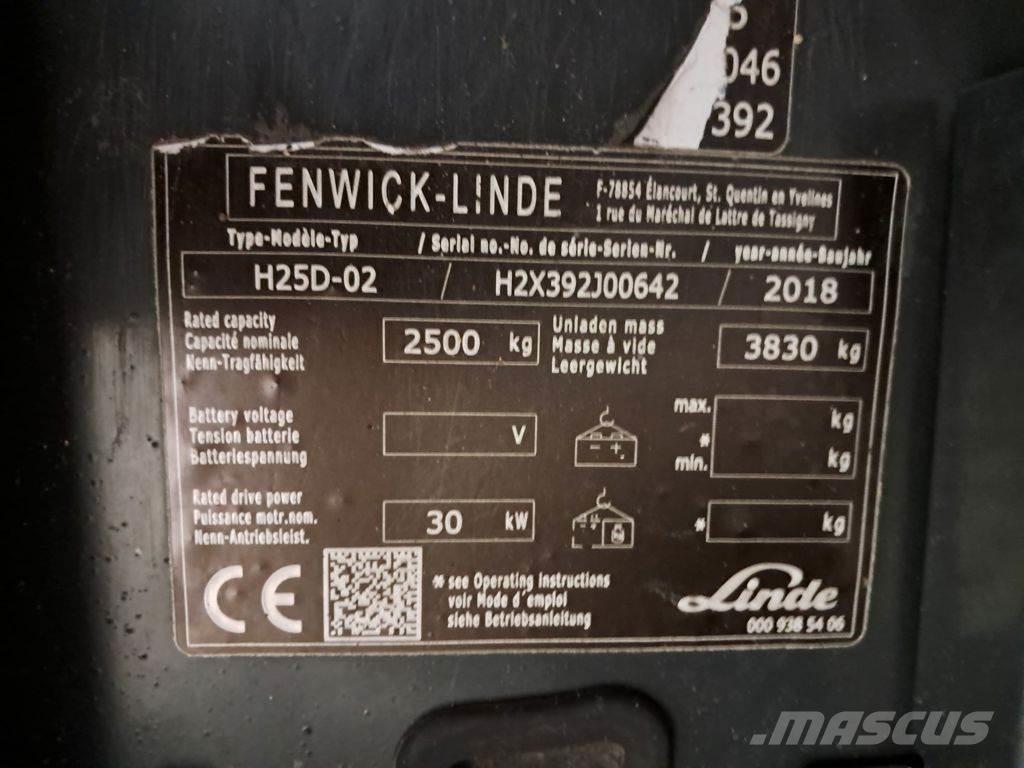 046
392
FENWICK-LINDE
F-78854 Élancourt, St. Quentin en Yvelines
1 rue du Maréchal de Lattre de Tassigny
Type-Modèle-Typ / Serial no.-No. de série-Serien-Nr. / year-année-Baujahr
H25D-02 / H2X392J00642 / 2018
Rated capacity
Capacité nominale
Nenn-Tragfähigkeit
2500 kg
Unladen mass
Masse à vide
Leergewicht
3830 kg
Battery voltage
Tension batterie
Batteriespannung
V
- +
max. kg
*
min. kg
Rated drive power
Puissance motr.nom.
Nenn-Antriebsleist.
30 kW
* kg
CE
* see Operating Instructions
voir Mode d'emploi
siehe Betriebsanleitung
Linde
000 938 54 06
MASCUS